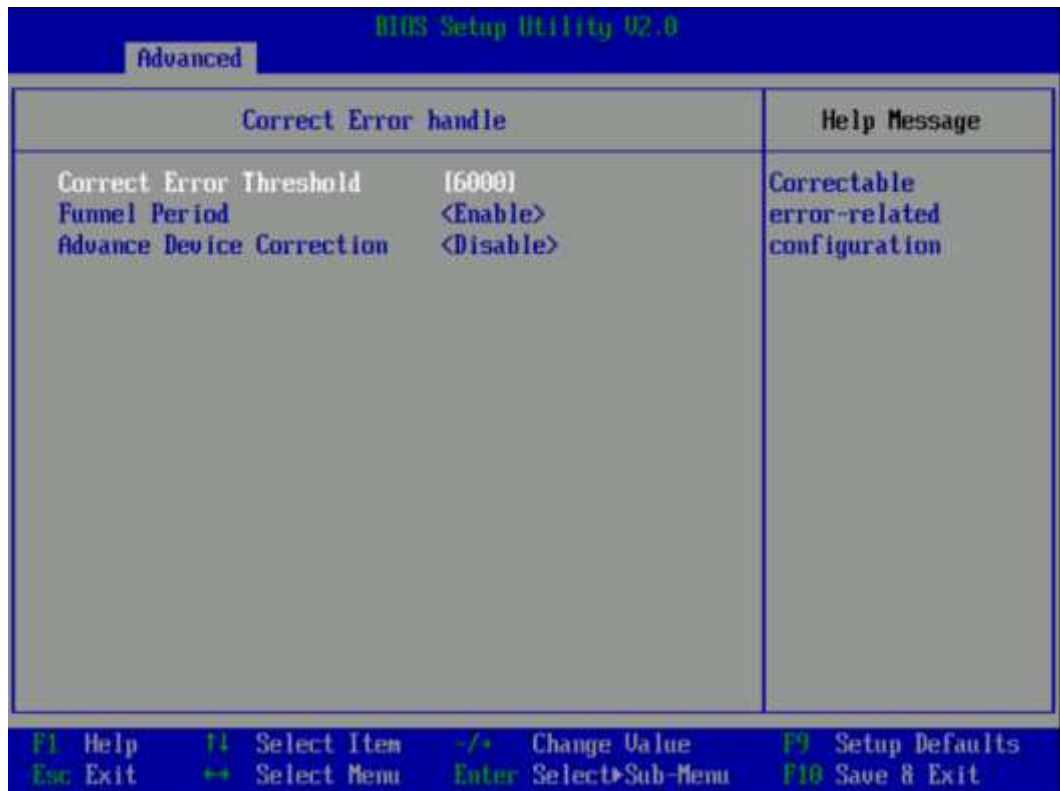 BIOS Setup Utility V2.0
Advanced
Correct Error handle
Help Message
Correct Error Threshold [6000]
Funnel Period <Enable>
Advance Device Correction <Disable>
Correctable
error-related
configuration
F1 Help ↑↓ Select Item -/+ Change Value F9 Setup Defaults
Esc Exit ↔ Select Menu Enter Select▶Sub-Menu F10 Save & Exit